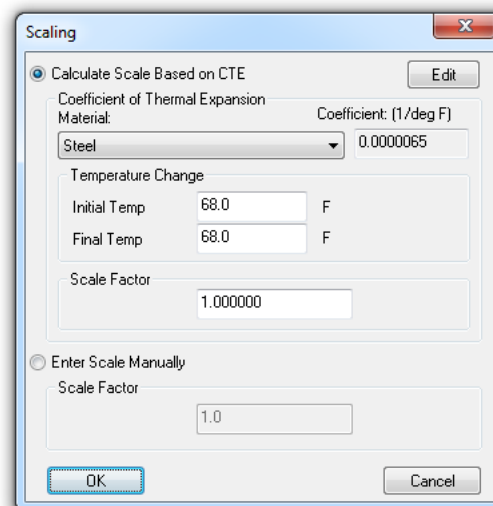 Scaling
Calculate Scale Based on CTE
Edit
Coefficient of Thermal Expansion
Material:
Coefficient: (1/deg F)
Steel
0.0000065
Temperature Change
Initial Temp 68.0 F
Final Temp 68.0 F
Scale Factor
1.000000
Enter Scale Manually
Scale Factor
1.0
OK
Cancel